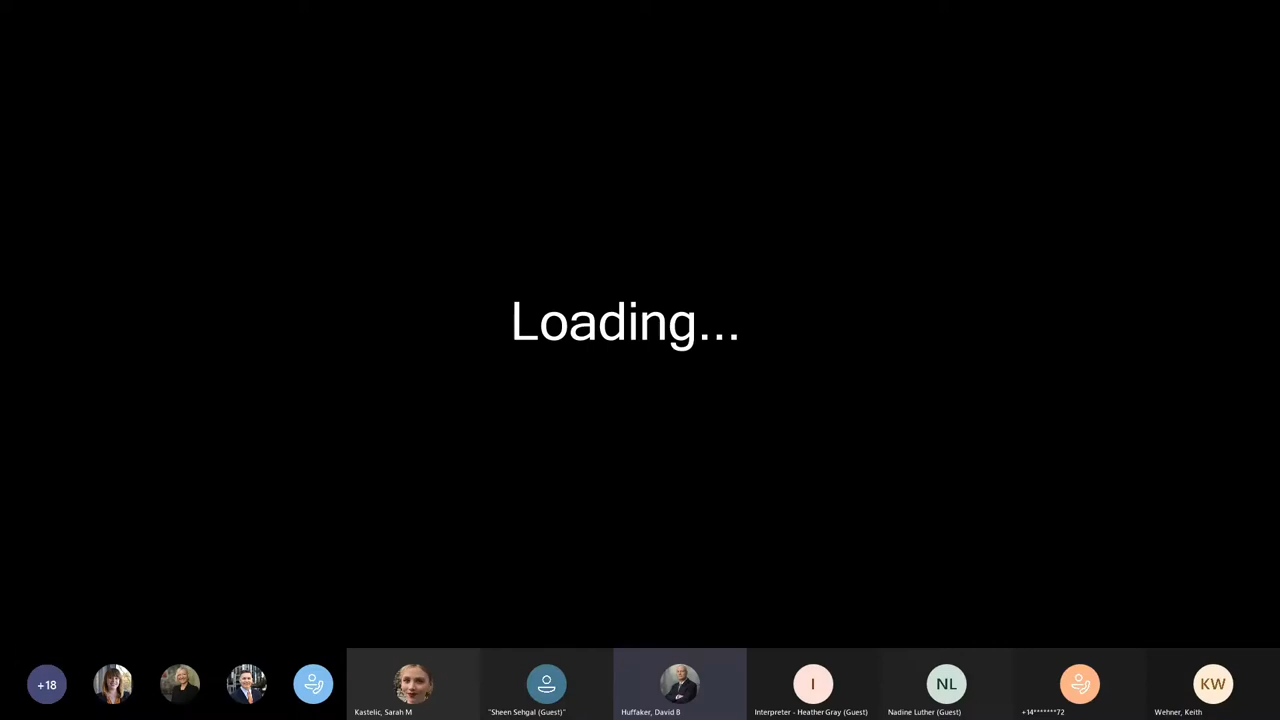 Loading...
+18
Kastelic, Sarah M
"Sheen Sehgal (Guest)"
Huffaker, David B
I
Interpreter - Heather Gray (Guest)
NL
Nadine Luther (Guest)
+14*******72
KW
Wehner, Keith